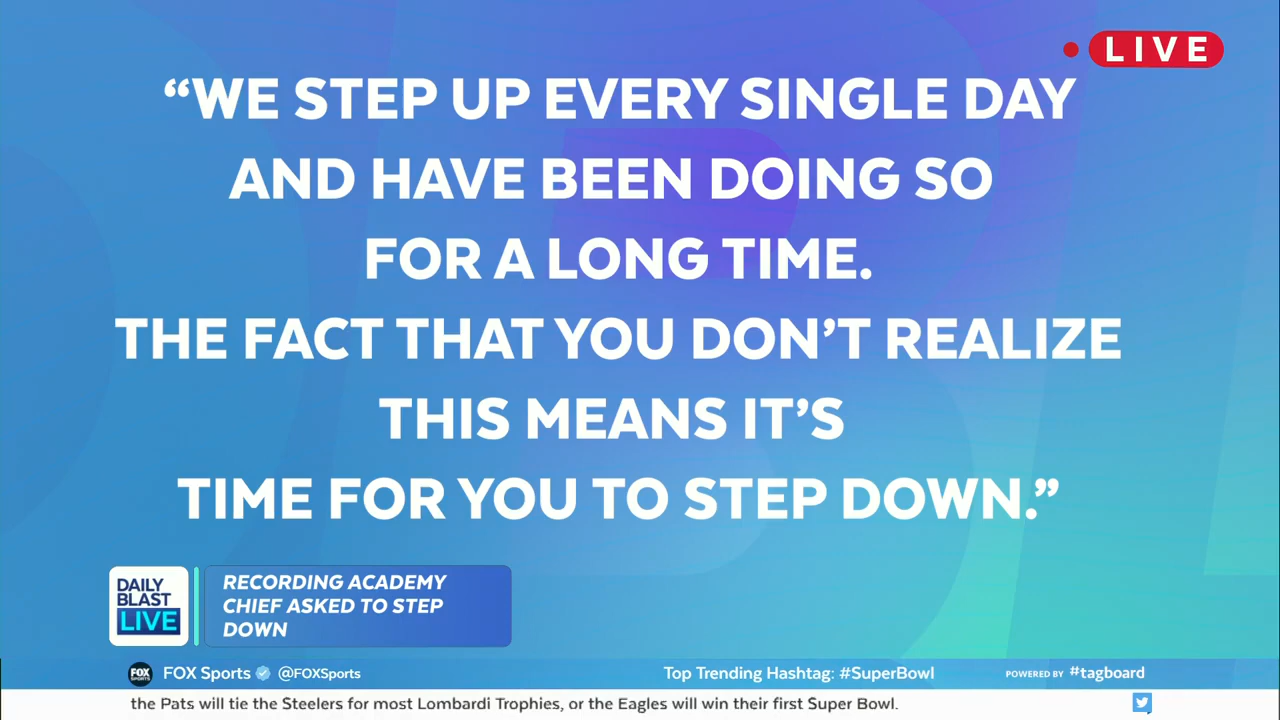 LIVE
“WE STEP UP EVERY SINGLE DAY
AND HAVE BEEN DOING SO
FOR A LONG TIME.
THE FACT THAT YOU DON’T REALIZE
THIS MEANS IT’S
TIME FOR YOU TO STEP DOWN.”
DAILY
BLAST
LIVE
RECORDING ACADEMY
CHIEF ASKED TO STEP
DOWN
FOX SPORTS FOX Sports @FOXSports Top Trending Hashtag: #SuperBowl POWERED BY #tagboard
the Pats will tie the Steelers for most Lombardi Trophies, or the Eagles will win their first Super Bowl.